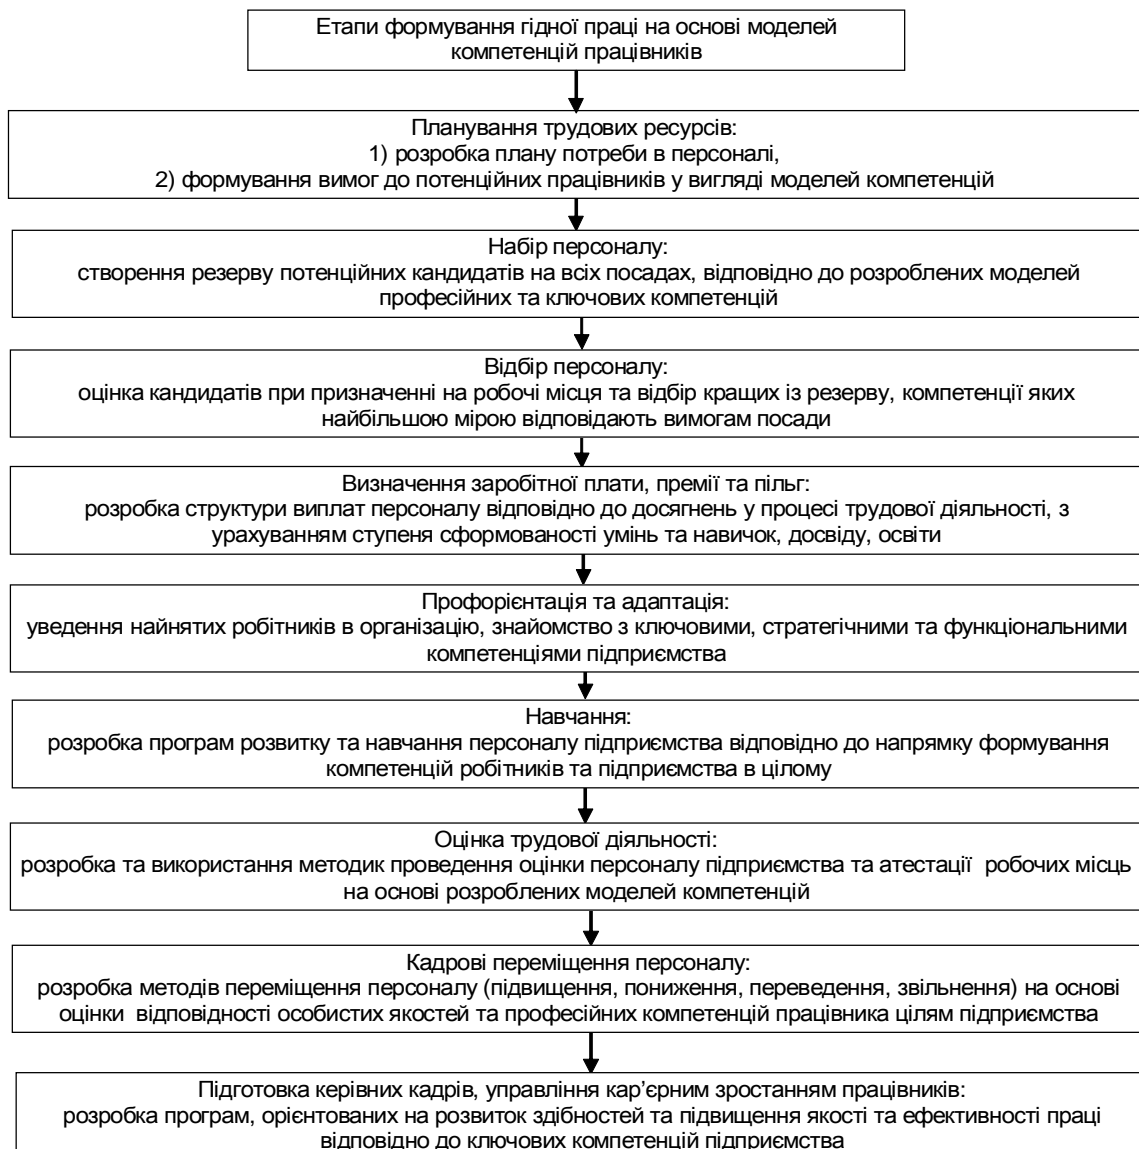 Етапи формування гідної праці на основі моделей
компетенцій працівників
Планування трудових ресурсів:
1) розробка плану потреби в персоналі,
2) формування вимог до потенційних працівників у вигляді моделей компетенцій
Набір персоналу:
створення резерву потенційних кандидатів на всіх посадах, відповідно до розроблених моделей
професійних та ключових компетенцій
Відбір персоналу:
оцінка кандидатів при призначенні на робочі місця та відбір кращих із резерву, компетенції яких
найбільшою мірою відповідають вимогам посади
Визначення заробітної плати, премії та пільг:
розробка структури виплат персоналу відповідно до досягнень у процесі трудової діяльності, з
урахуванням ступеня сформованості умінь та навичок, досвіду, освіти
Профорієнтація та адаптація:
уведення найнятих робітників в організацію, знайомство з ключовими, стратегічними та функціональними
компетенціями підприємства
Навчання:
розробка програм розвитку та навчання персоналу підприємства відповідно до напрямку формування
компетенцій робітників та підприємства в цілому
Оцінка трудової діяльності:
розробка та використання методик проведення оцінки персоналу підприємства та атестації робочих місць
на основі розроблених моделей компетенцій
Кадрові переміщення персоналу:
розробка методів переміщення персоналу (підвищення, пониження, переведення, звільнення) на основі
оцінки відповідності особистих якостей та професійних компетенцій працівника цілям підприємства
Підготовка керівних кадрів, управління кар’єрним зростанням працівників:
розробка програм, орієнтованих на розвиток здібностей та підвищення якості та ефективності праці
відповідно до ключових компетенцій підприємства